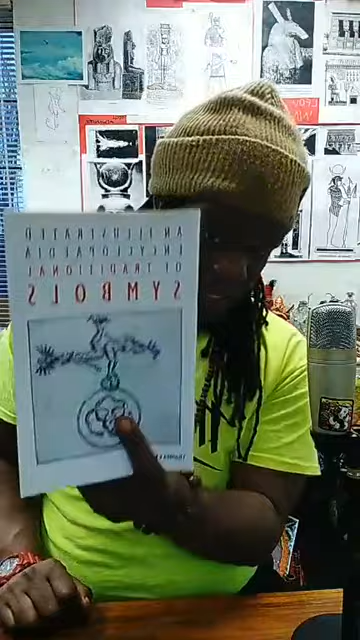 AN ILLUSTRATED
ENCYCLOPAEDIA
OF TRADITIONAL
SYMBOLS